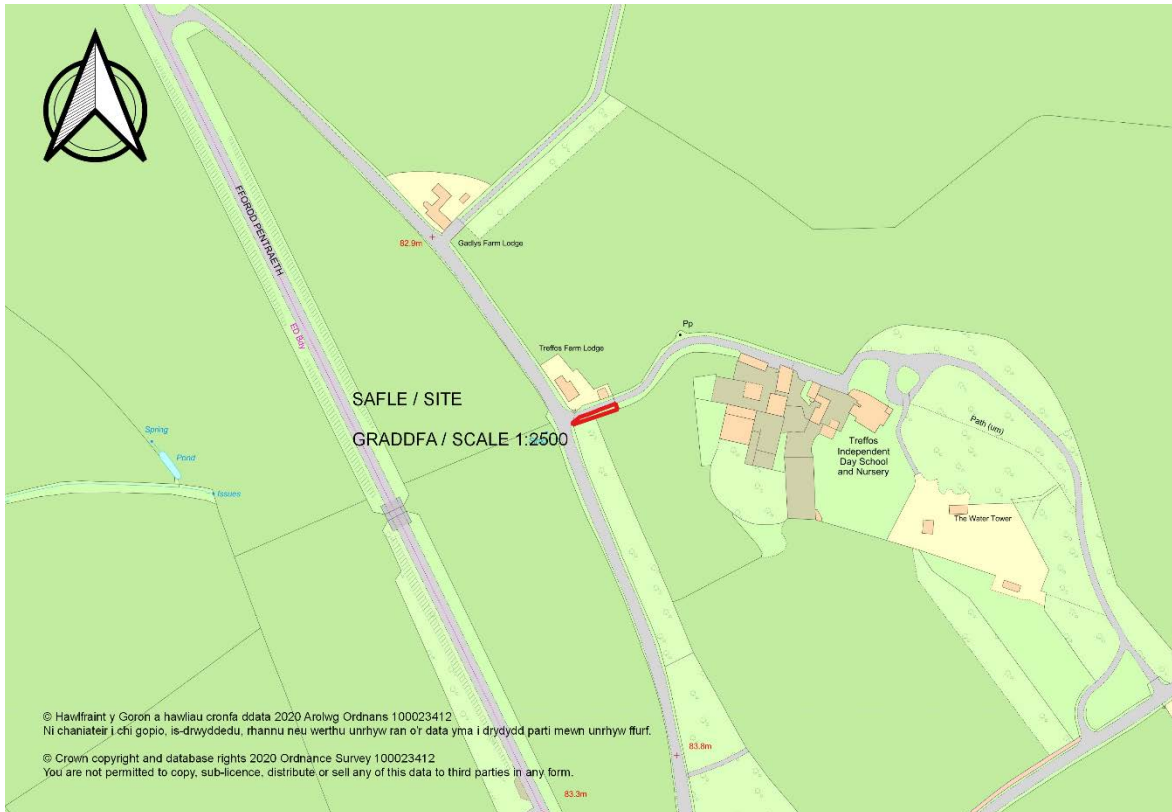 FFORDD PENTRAETH
ED Bdy
82.9m
Gadlys Farm Lodge
Pp
Treffos Farm Lodge
SAFLE / SITE
GRADDFA / SCALE 1:2500
Spring
Pond
Issues
Path (um)
Treffos
Independent
Day School
and Nursery
The Water Tower
83.8m
83.3m
© Hawlfraint y Goron a hawliau cronfa ddata 2020 Arolwg Ordnans 100023412
Ni chaniateir i chi gopio, is-drwyddedu, rhannu neu werthu unrhyw ran o'r data yma i drydydd parti mewn unrhyw ffurf.
© Crown copyright and database rights 2020 Ordnance Survey 100023412
You are not permitted to copy, sub-licence, distribute or sell any of this data to third parties in any form.